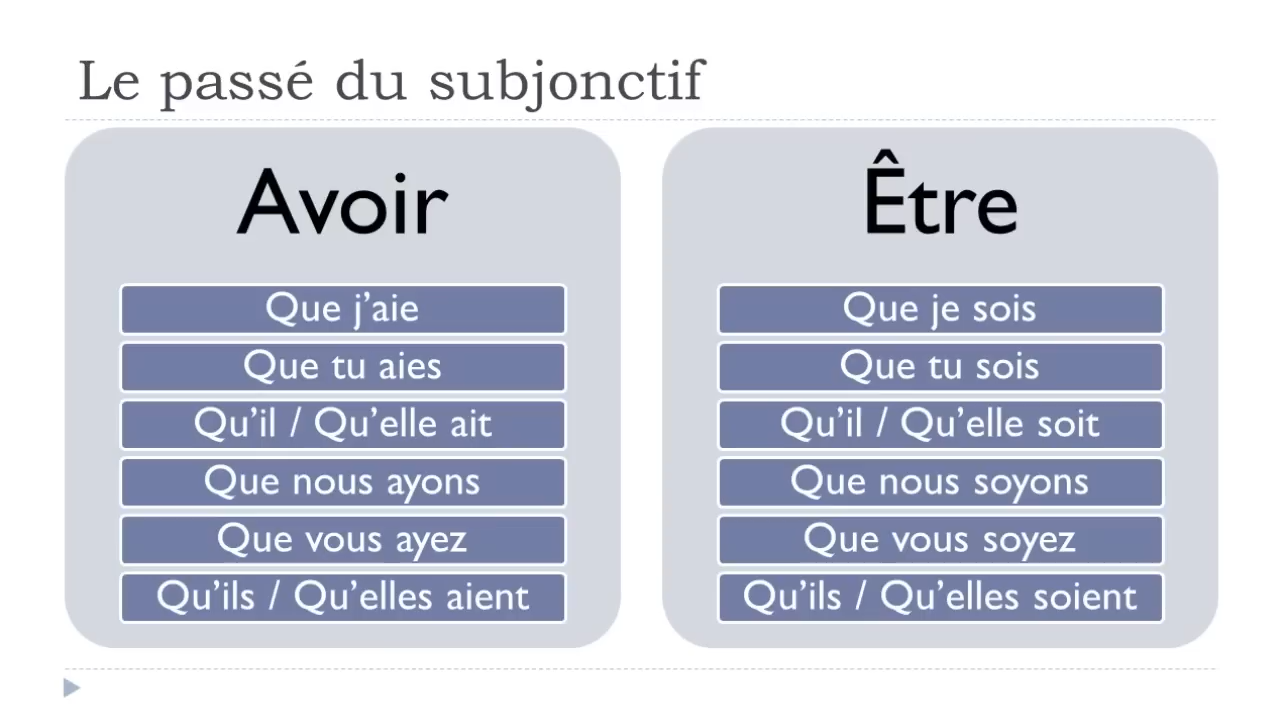 Le passé du subjonctif
Avoir
Que j’aie
Que tu aies
Qu’il / Qu’elle ait
Que nous ayons
Que vous ayez
Qu’ils / Qu’elles aient
Être
Que je sois
Que tu sois
Qu’il / Qu’elle soit
Que nous soyons
Que vous soyez
Qu’ils / Qu’elles soient